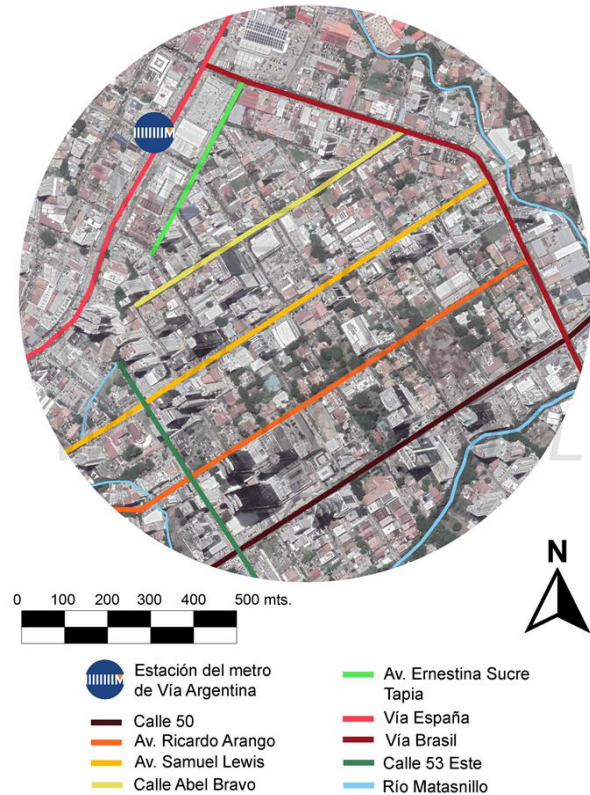 N
0 100 200 300 400 500 mts.
Estación del metro
de Vía Argentina
Calle 50
Av. Ricardo Arango
Av. Samuel Lewis
Calle Abel Bravo
Av. Ernestina Sucre
Tapia
Vía España
Vía Brasil
Calle 53 Este
Río Matasnillo